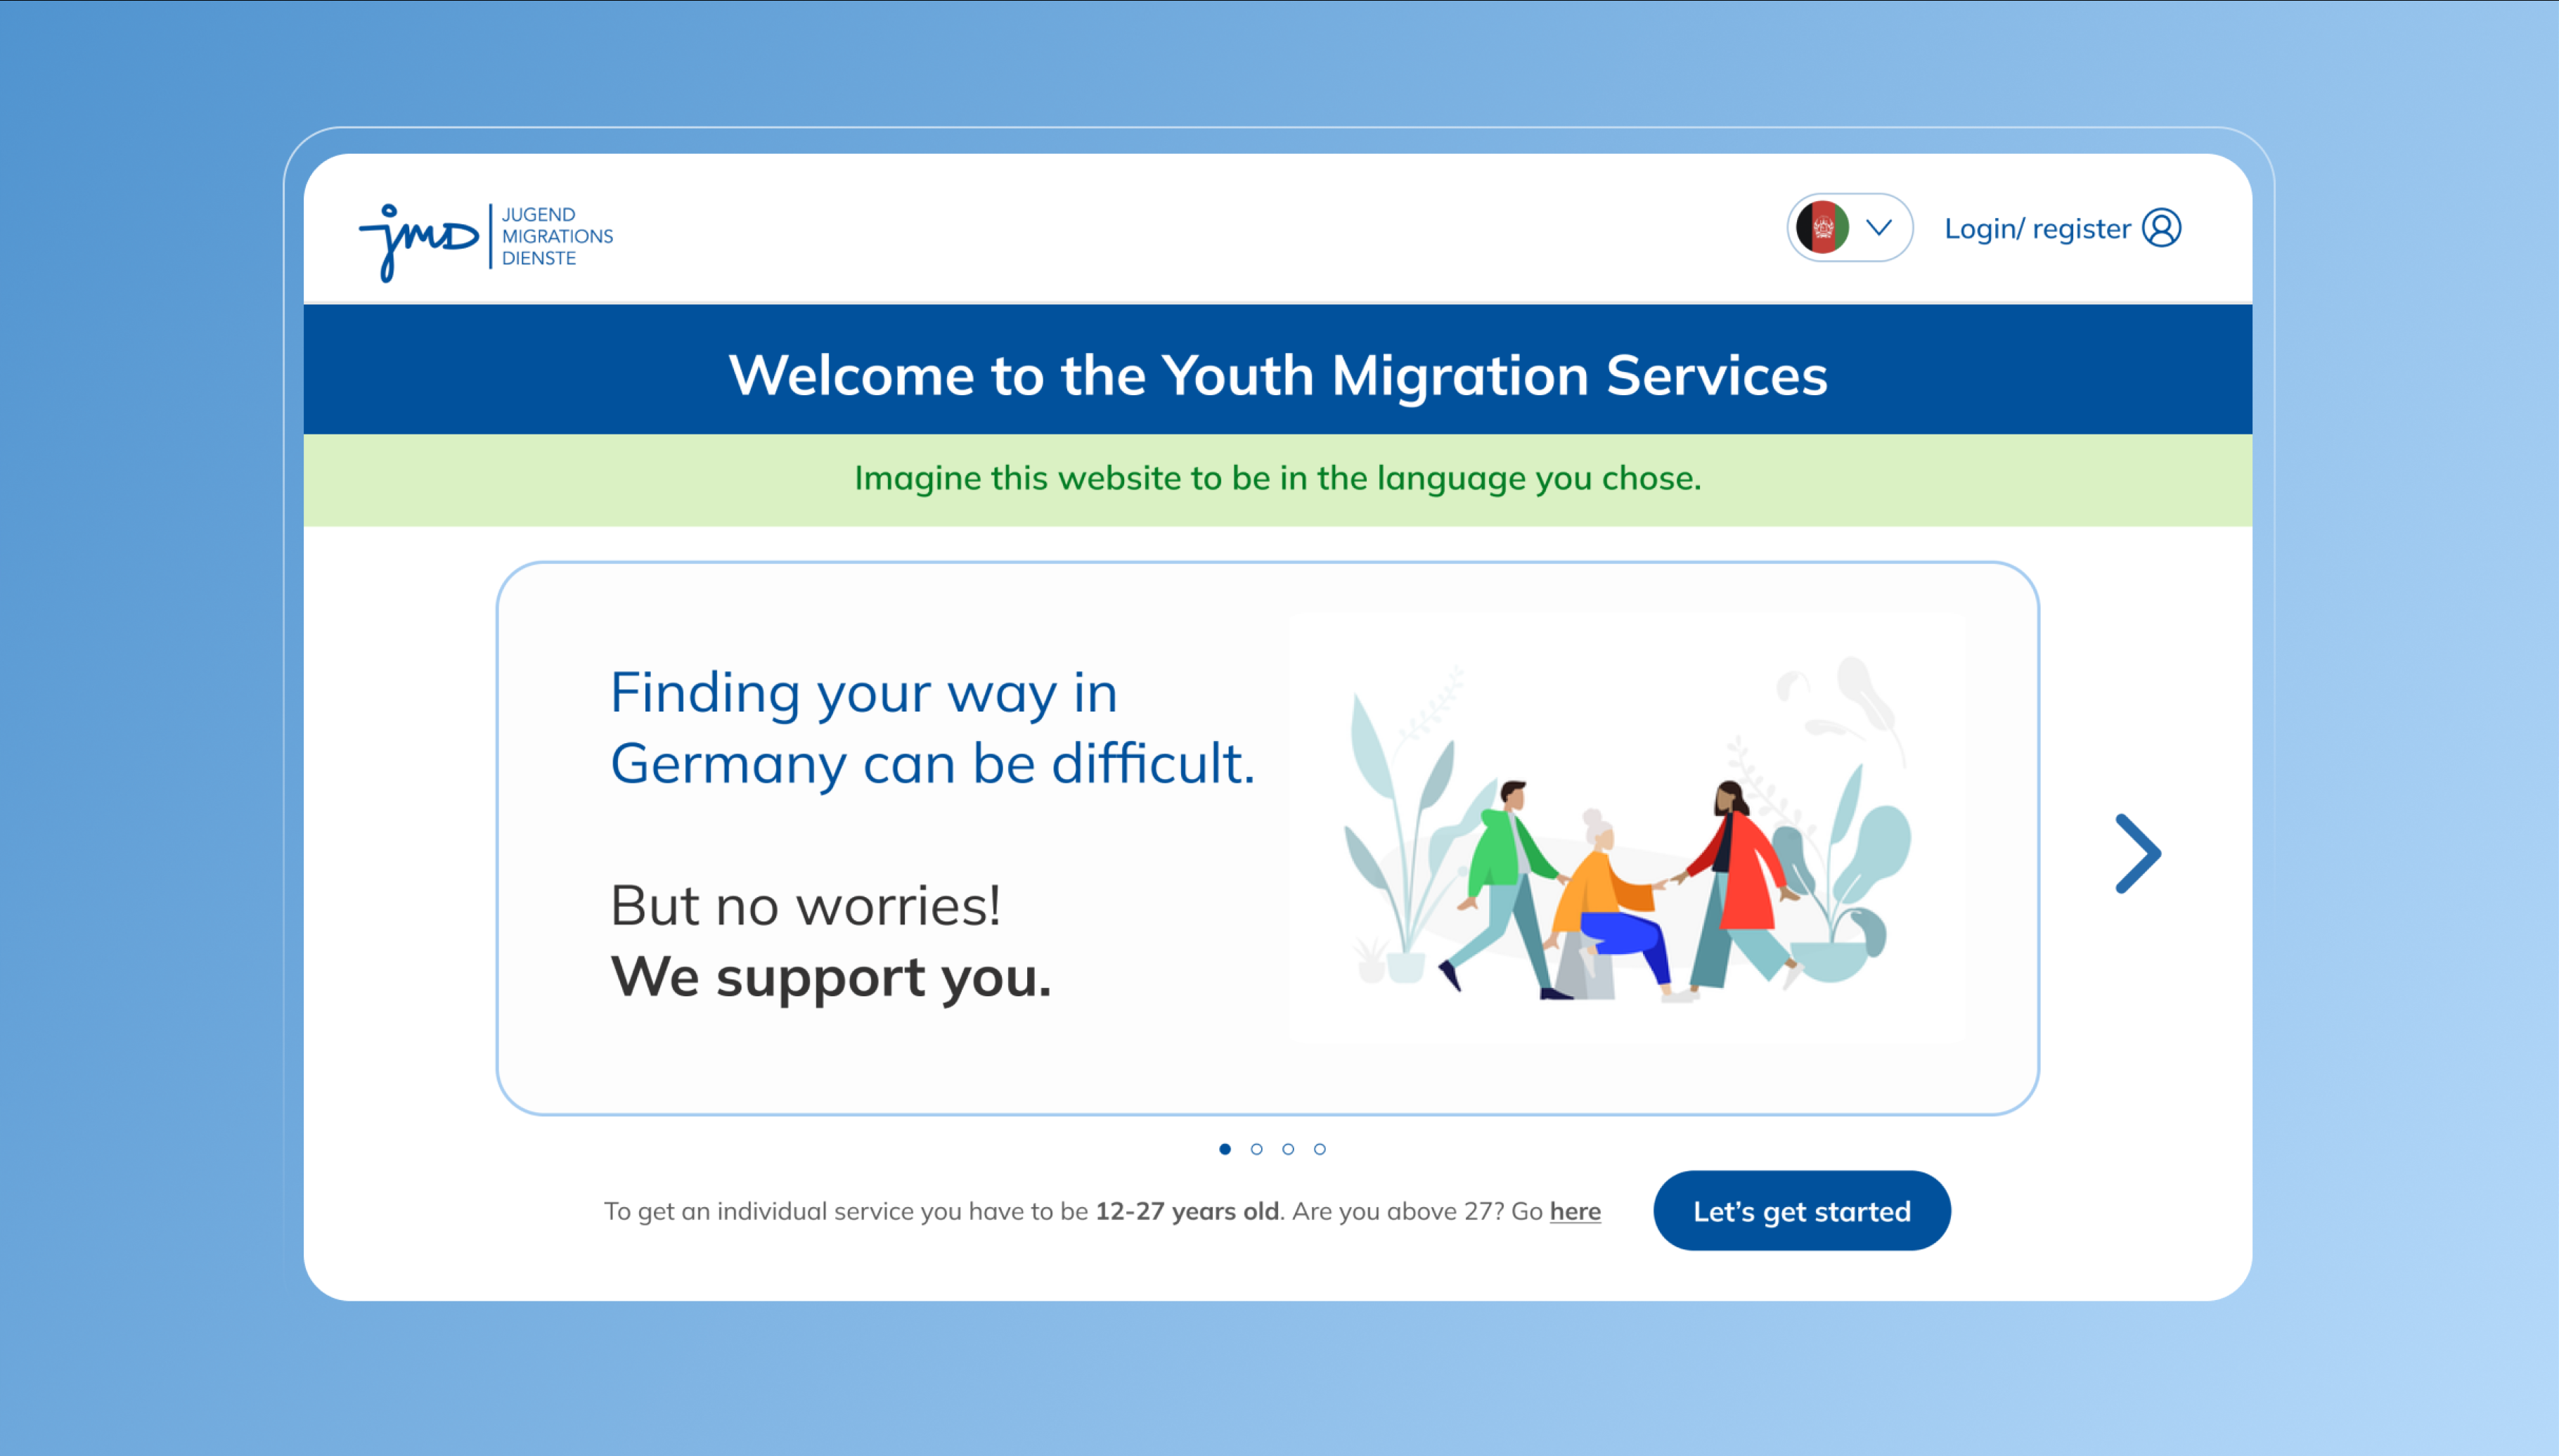 jmD
JUGEND
MIGRATIONS
DIENSTE
Login/ register
Welcome to the Youth Migration Services
Imagine this website to be in the language you chose.
Finding your way in
Germany can be difficult.
But no worries!
We support you.
To get an individual service you have to be 12-27 years old. Are you above 27? Go here
Let’s get started